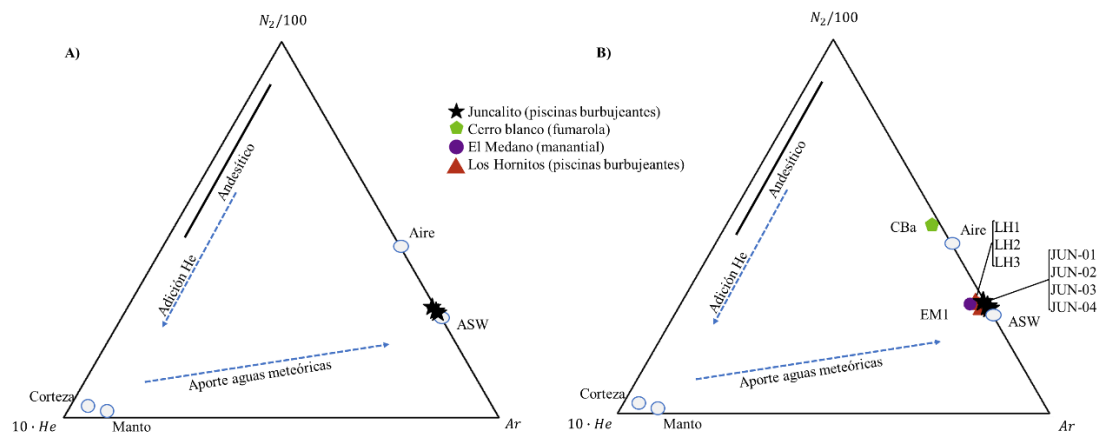 N₂/100
A)
Andesítico
Adición He
Aire
ASW
Aporte aguas meteóricas
Corteza
Manto
10 · He
Ar
Juncalito (piscinas burbujeantes)
Cerro blanco (fumarola)
El Medano (manantial)
Los Hornitos (piscinas burbujeantes)
N₂/100
B)
Andesítico
Adición He
CBa
Aire
LH1
LH2
LH3
JUN-01
JUN-02
JUN-03
JUN-04
EM1
ASW
Aporte aguas meteóricas
Corteza
Manto
10 · He
Ar